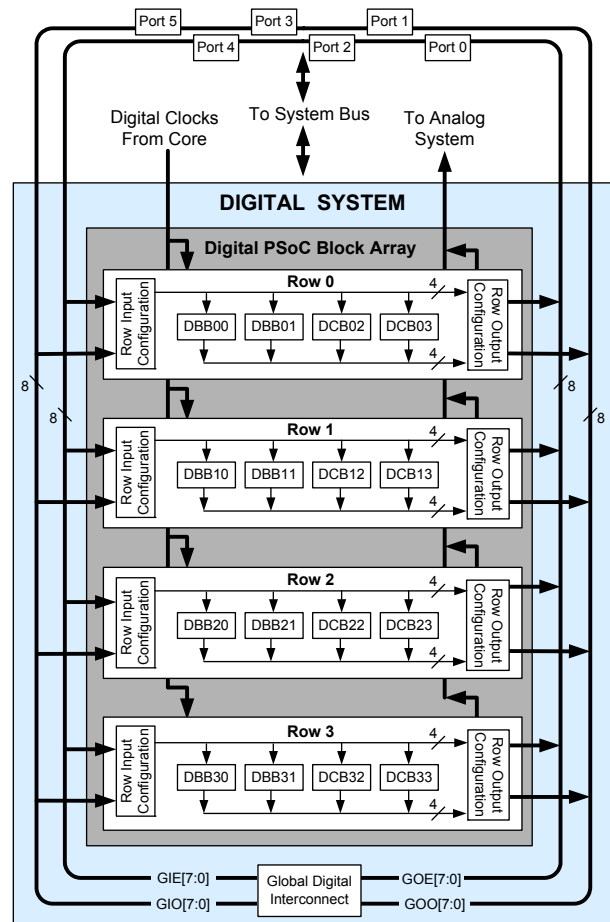 Port 5
Port 3
Port 1
Port 4
Port 2
Port 0
Digital Clocks
From Core
To System Bus
To Analog
System
DIGITAL SYSTEM
Digital PSoC Block Array
Row 0
Row Input
Configuration
4
DBB00
DBB01
DCB02
DCB03
4
Row Output
Configuration
8
8
8
8
Row 1
Row Input
Configuration
4
DBB10
DBB11
DCB12
DCB13
4
Row Output
Configuration
Row 2
Row Input
Configuration
4
DBB20
DBB21
DCB22
DCB23
4
Row Output
Configuration
Row 3
Row Input
Configuration
4
DBB30
DBB31
DCB32
DCB33
4
Row Output
Configuration
GIE[7:0]
GIO[7:0]
Global Digital
Interconnect
GOE[7:0]
GOO[7:0]